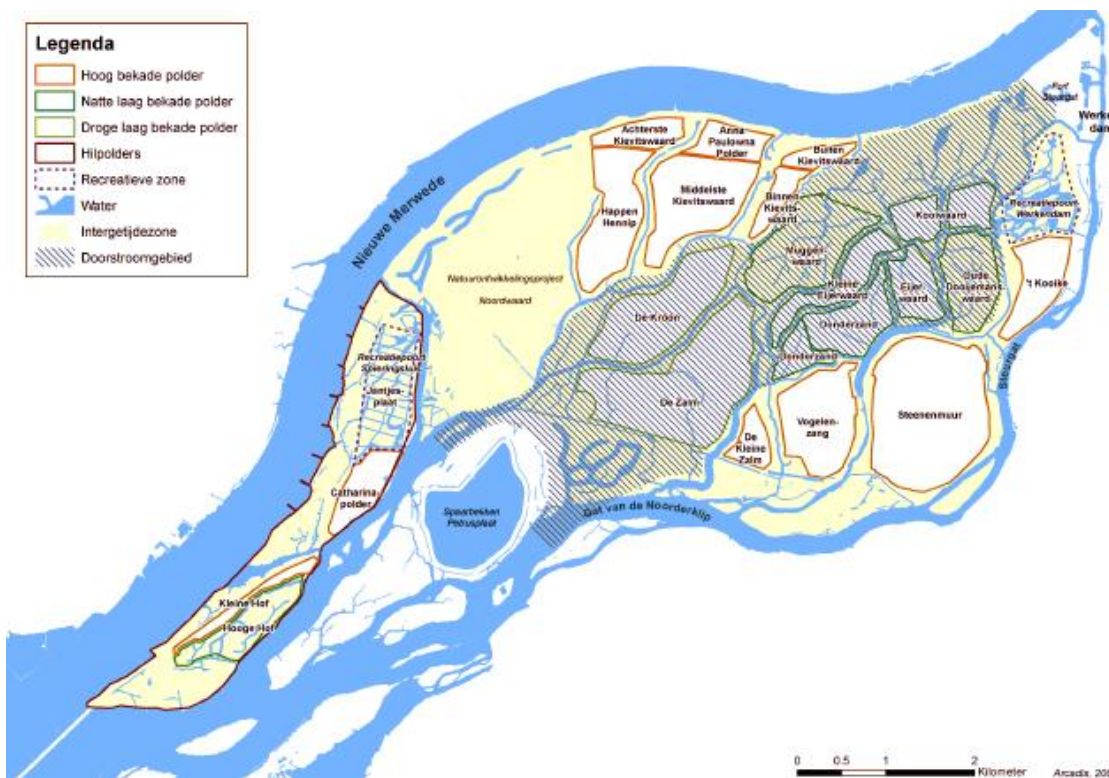 Legenda
Hoog bekade polder
Natte laag bekade polder
Droge laag bekade polder
Hilpolders
Recreatieve zone
Water
Intergetijdezone
Doorstroomgebied
Fort
Steurgat
Werken
dam
Achterste
Kievitswaard
Anna
Paulowna
Polder
Buiten
Kievitswaard
Nieuwe Merwede
Middelste
Kievitswaard
Binnen
Kievits-
waard
Happen
Hennip
Kooiwaard
Recreatiepoort
Werkendam
Muggen-
waard
Natuurontwikkelingsproject
Noordwaard
Kleine
Eijerwaard
Eijer-
waard
Oude
Dooijemans
waard
't Kooike
De Kroon
Donderzand
Donderzand
Steurgat
Recreatiepoort
Spieringsluis
Jantjes-
plaat
De Zalm
Steenenmuur
Vogelen-
zang
De
Kleine
Zalm
Catharina
polder
Spaarbekken
Petrusplaat
Gat van de Noorderklip
Kleine Hof
Hooge Hof
0 0.5 1 2
Kilometer